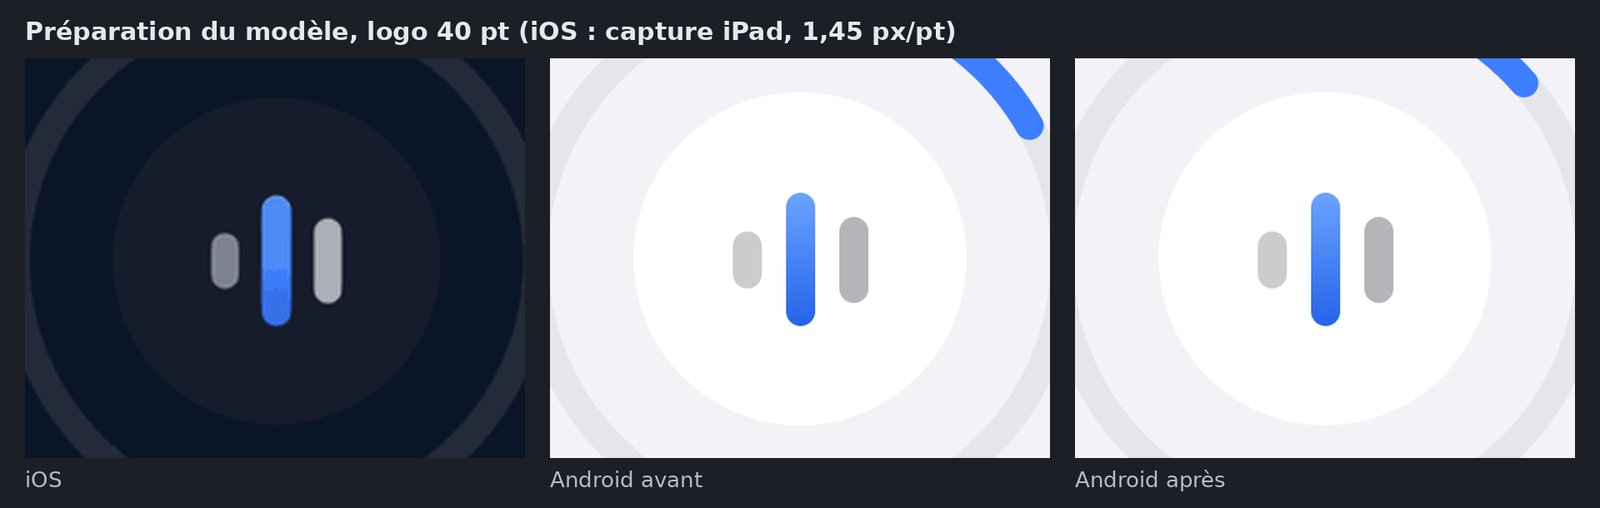 Préparation du modèle, logo 40 pt (iOS : capture iPad, 1,45 px/pt)
iOS
Android avant
Android après